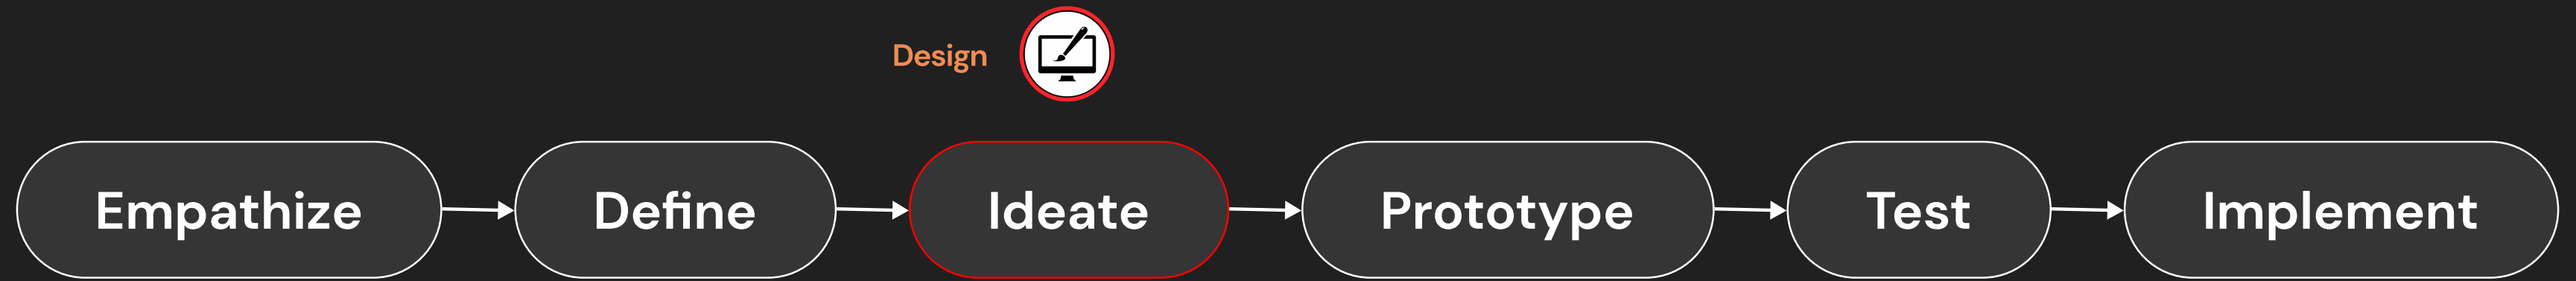 Design
Empathize
Define
Ideate
Prototype
Test
Implement